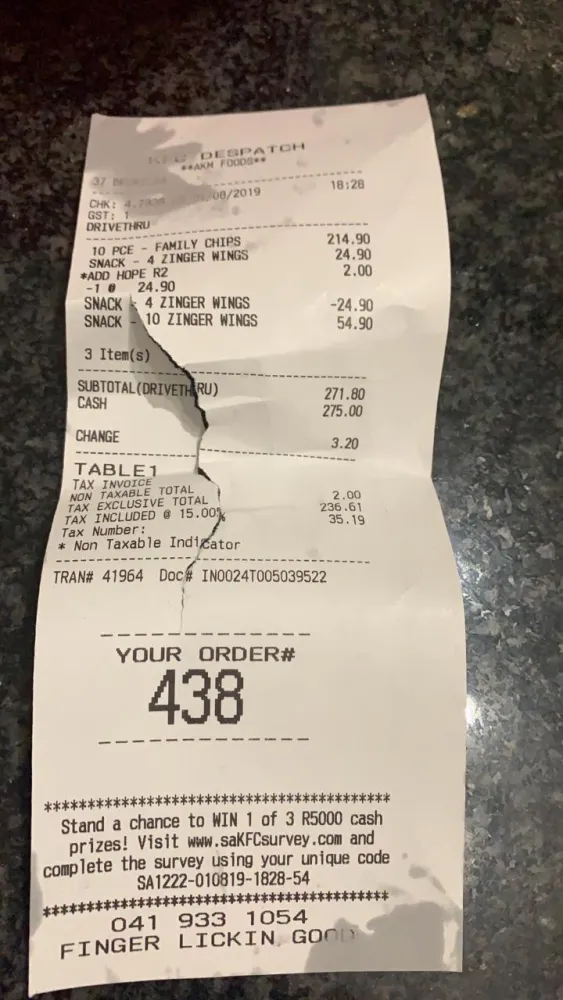 KFC DESPATCH
**AKM FOODS**
37
18:28
CHK: /08/2019
GST: 1
DRIVETHRU
10 PCE - FAMILY CHIPS 214.90
SNACK - 4 ZINGER WINGS 24.90
*ADD HOPE R2 2.00
-1 @ 24.90
SNACK - 4 ZINGER WINGS -24.90
SNACK - 10 ZINGER WINGS 54.90
3 Item(s)
SUBTOTAL(DRIVETHRU) 271.80
CASH 275.00
CHANGE 3.20
TABLE1
TAX INVOICE
NON TAXABLE TOTAL 2.00
TAX EXCLUSIVE TOTAL 236.61
TAX INCLUDED @ 15.00% 35.19
Tax Number:
* Non Taxable Indicator
TRAN# 41964 Doc# IN0024T005039522
YOUR ORDER#
438
****************************************
Stand a chance to WIN 1 of 3 R5000 cash
prizes! Visit www.saKFCsurvey.com and
complete the survey using your unique code
SA1222-010819-1828-54
****************************************
041 933 1054
FINGER LICKIN GOOD